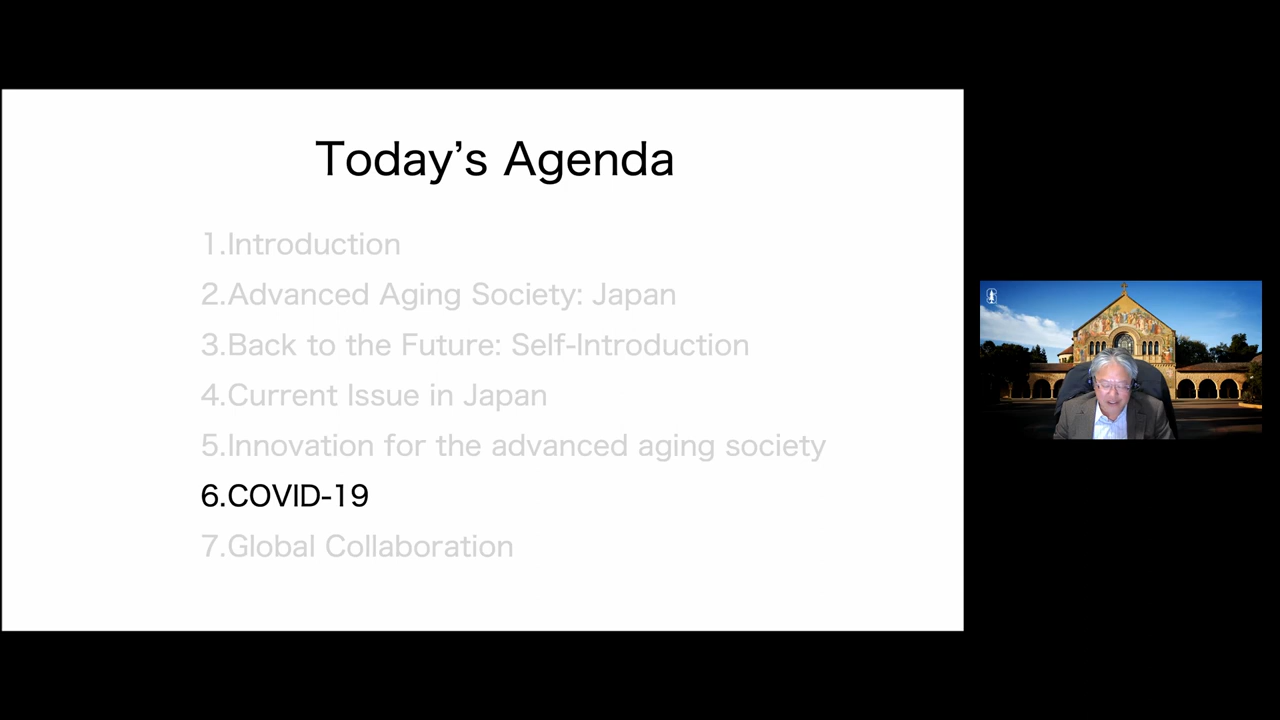 Today’s Agenda
1.Introduction
2.Advanced Aging Society: Japan
3.Back to the Future: Self-Introduction
4.Current Issue in Japan
5.Innovation for the advanced aging society
6.COVID-19
7.Global Collaboration